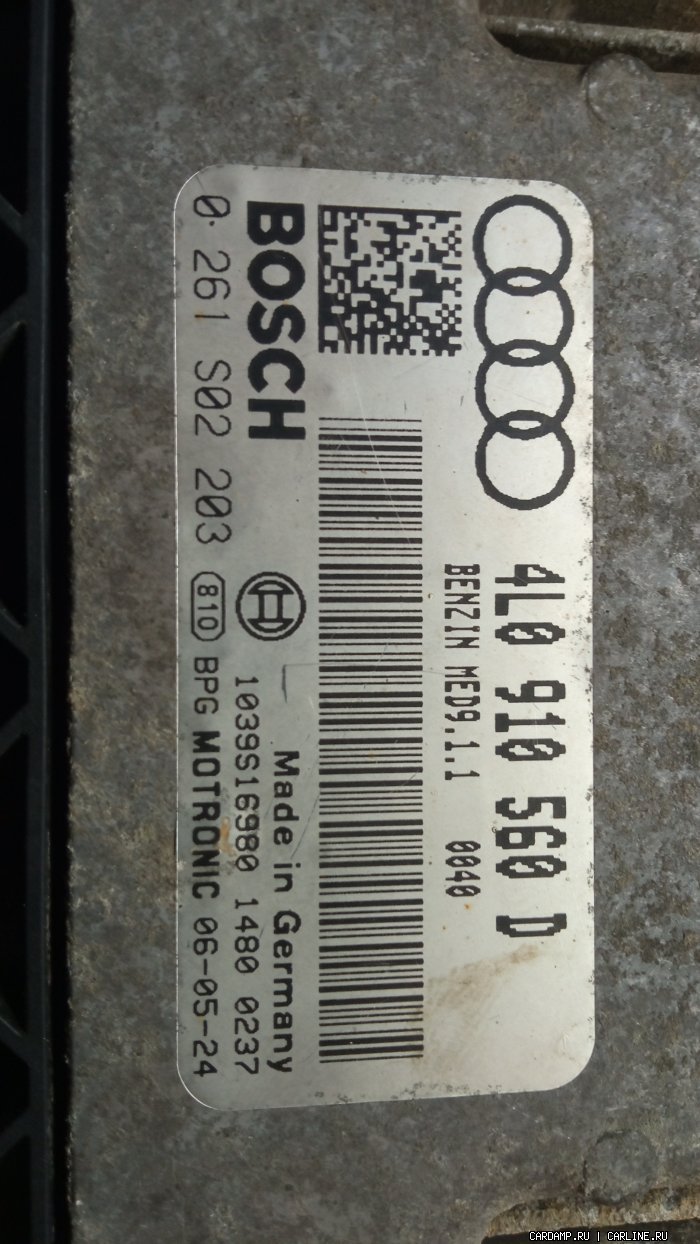 4L0 910 560 D
BENZIN MED9.1.1 0040
BOSCH
Made in Germany
1039S16980 1480 0237
0 261 S02 203 810 BPG MOTRONIC 06-05-24
CARDAMP.RU | CARLINE.RU